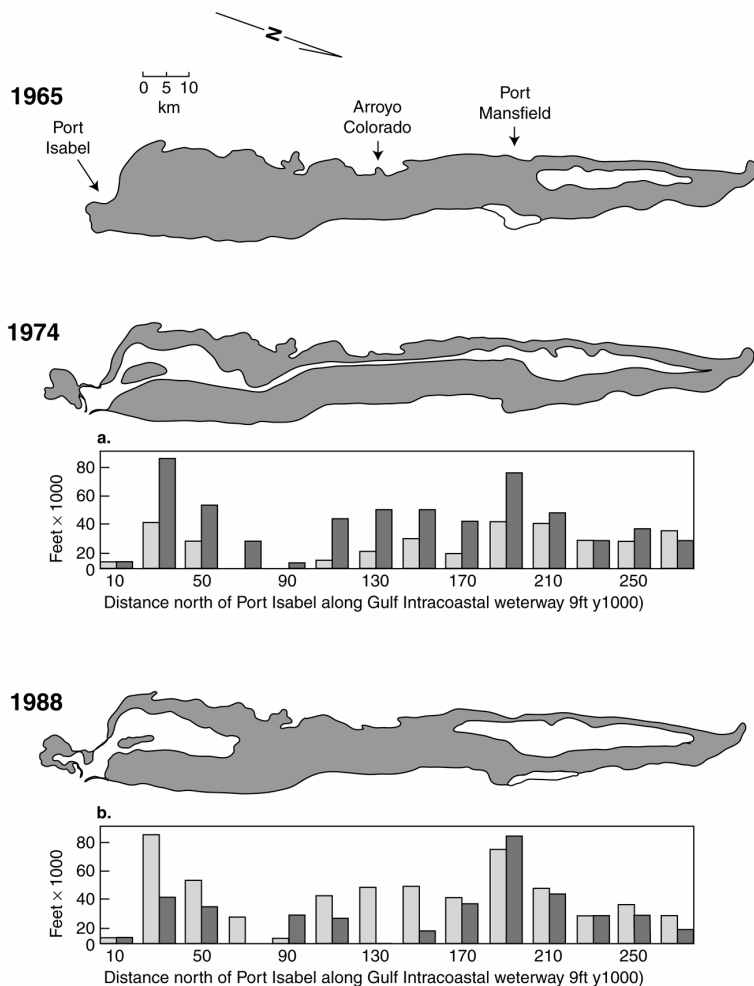 N
1965
0 5 10
km
Port
Isabel
Arroyo
Colorado
Port
Mansfield
1974
a.
Feet × 1000
80
60
40
20
0
10 50 90 130 170 210 250
Distance north of Port Isabel along Gulf Intracoastal weterway 9ft y1000)
1988
b.
Feet × 1000
80
60
40
20
0
10 50 90 130 170 210 250
Distance north of Port Isabel along Gulf Intracoastal weterway 9ft y1000)